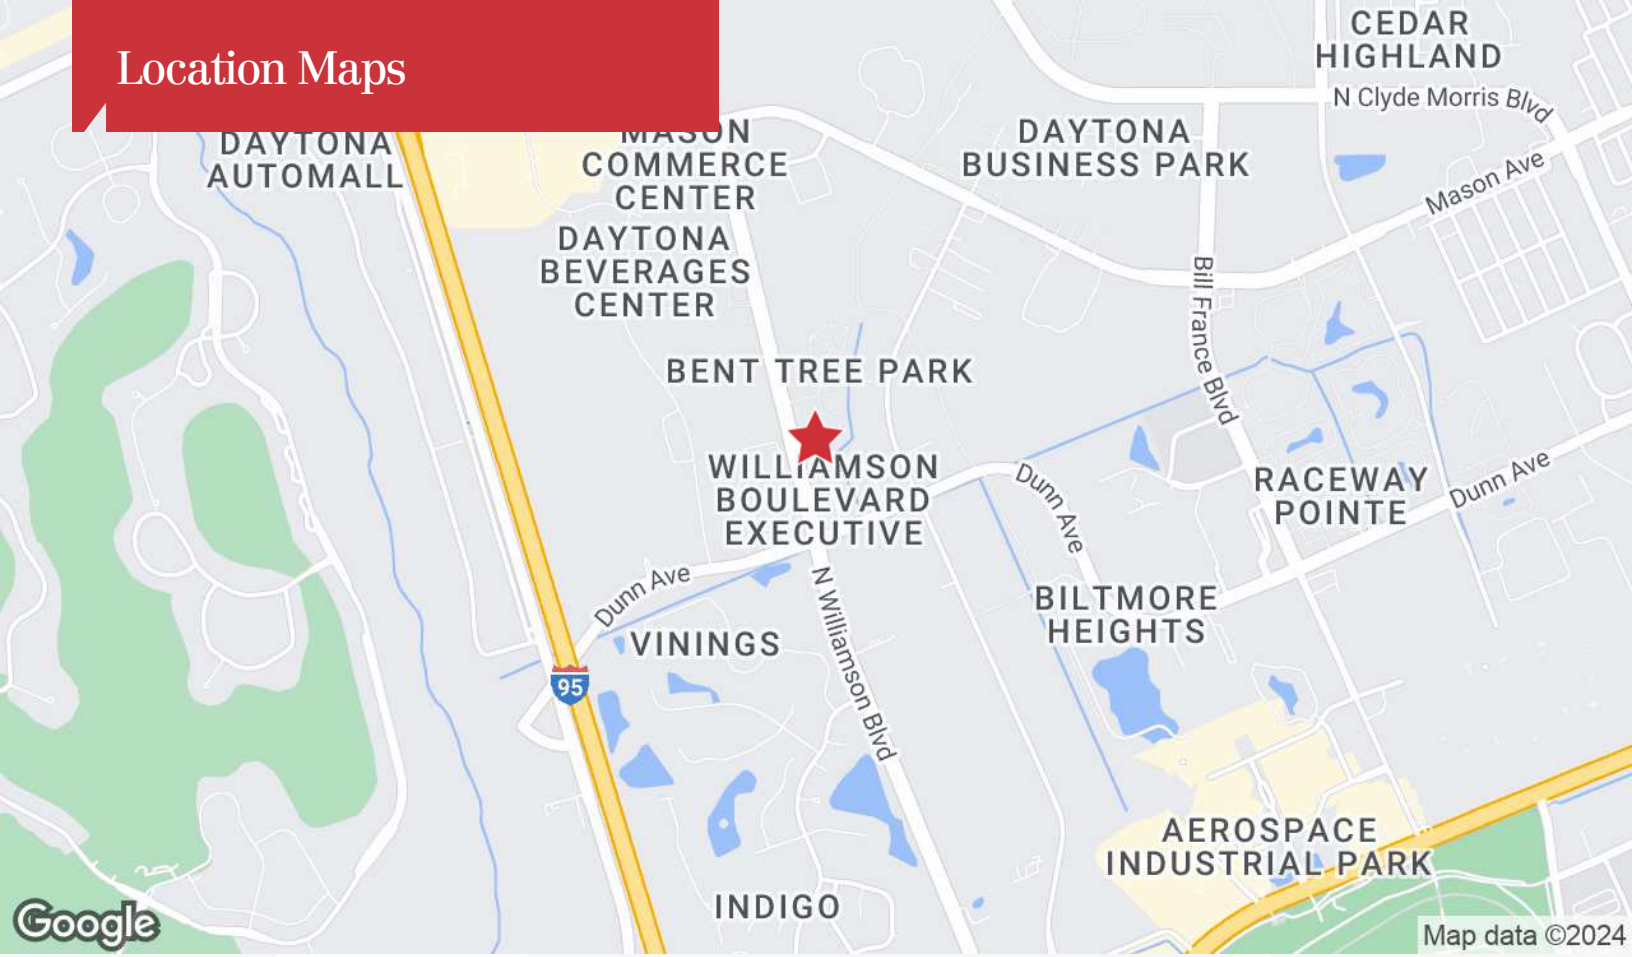 Location Maps
CEDAR
HIGHLAND
N Clyde Morris Blvd
DAYTONA
AUTOMALL
MASON
COMMERCE
CENTER
DAYTONA
BUSINESS PARK
Mason Ave
DAYTONA
BEVERAGES
CENTER
Bill France Blvd
BENT TREE PARK
WILLIAMSON
BOULEVARD
EXECUTIVE
Dunn Ave
RACEWAY
POINTE
Dunn Ave
Dunn Ave
N Williamson Blvd
BILTMORE
HEIGHTS
VININGS
95
AEROSPACE
INDUSTRIAL PARK
INDIGO
Google
Map data ©2024